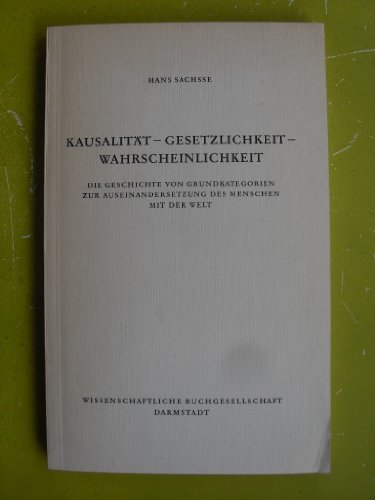 HANS SACHSSE
KAUSALITÄT – GESETZLICHKEIT –
WAHRSCHEINLICHKEIT
DIE GESCHICHTE VON GRUNDKATEGORIEN
ZUR AUSEINANDERSETZUNG DES MENSCHEN
MIT DER WELT
WISSENSCHAFTLICHE BUCHGESELLSCHAFT
DARMSTADT